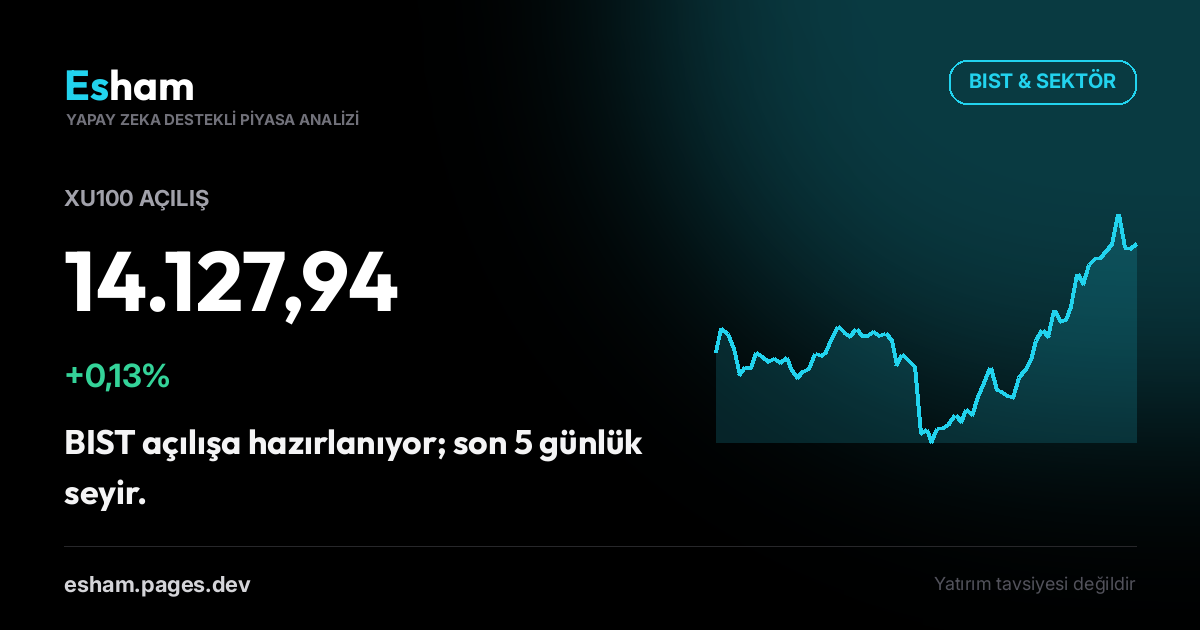 Esham
BIST & SEKTÖR
YAPAY ZEKA DESTEKLİ PİYASA ANALİZİ
XU100 AÇILIŞ
14.127,94
+0,13%
BIST açılışa hazırlanıyor; son 5 günlük
seyir.
esham.pages.dev
Yatırım tavsiyesi değildir